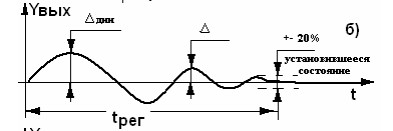 Yвых
Δдин
Δ
+- 20%
б)
установившееся
состояние
t
tрег